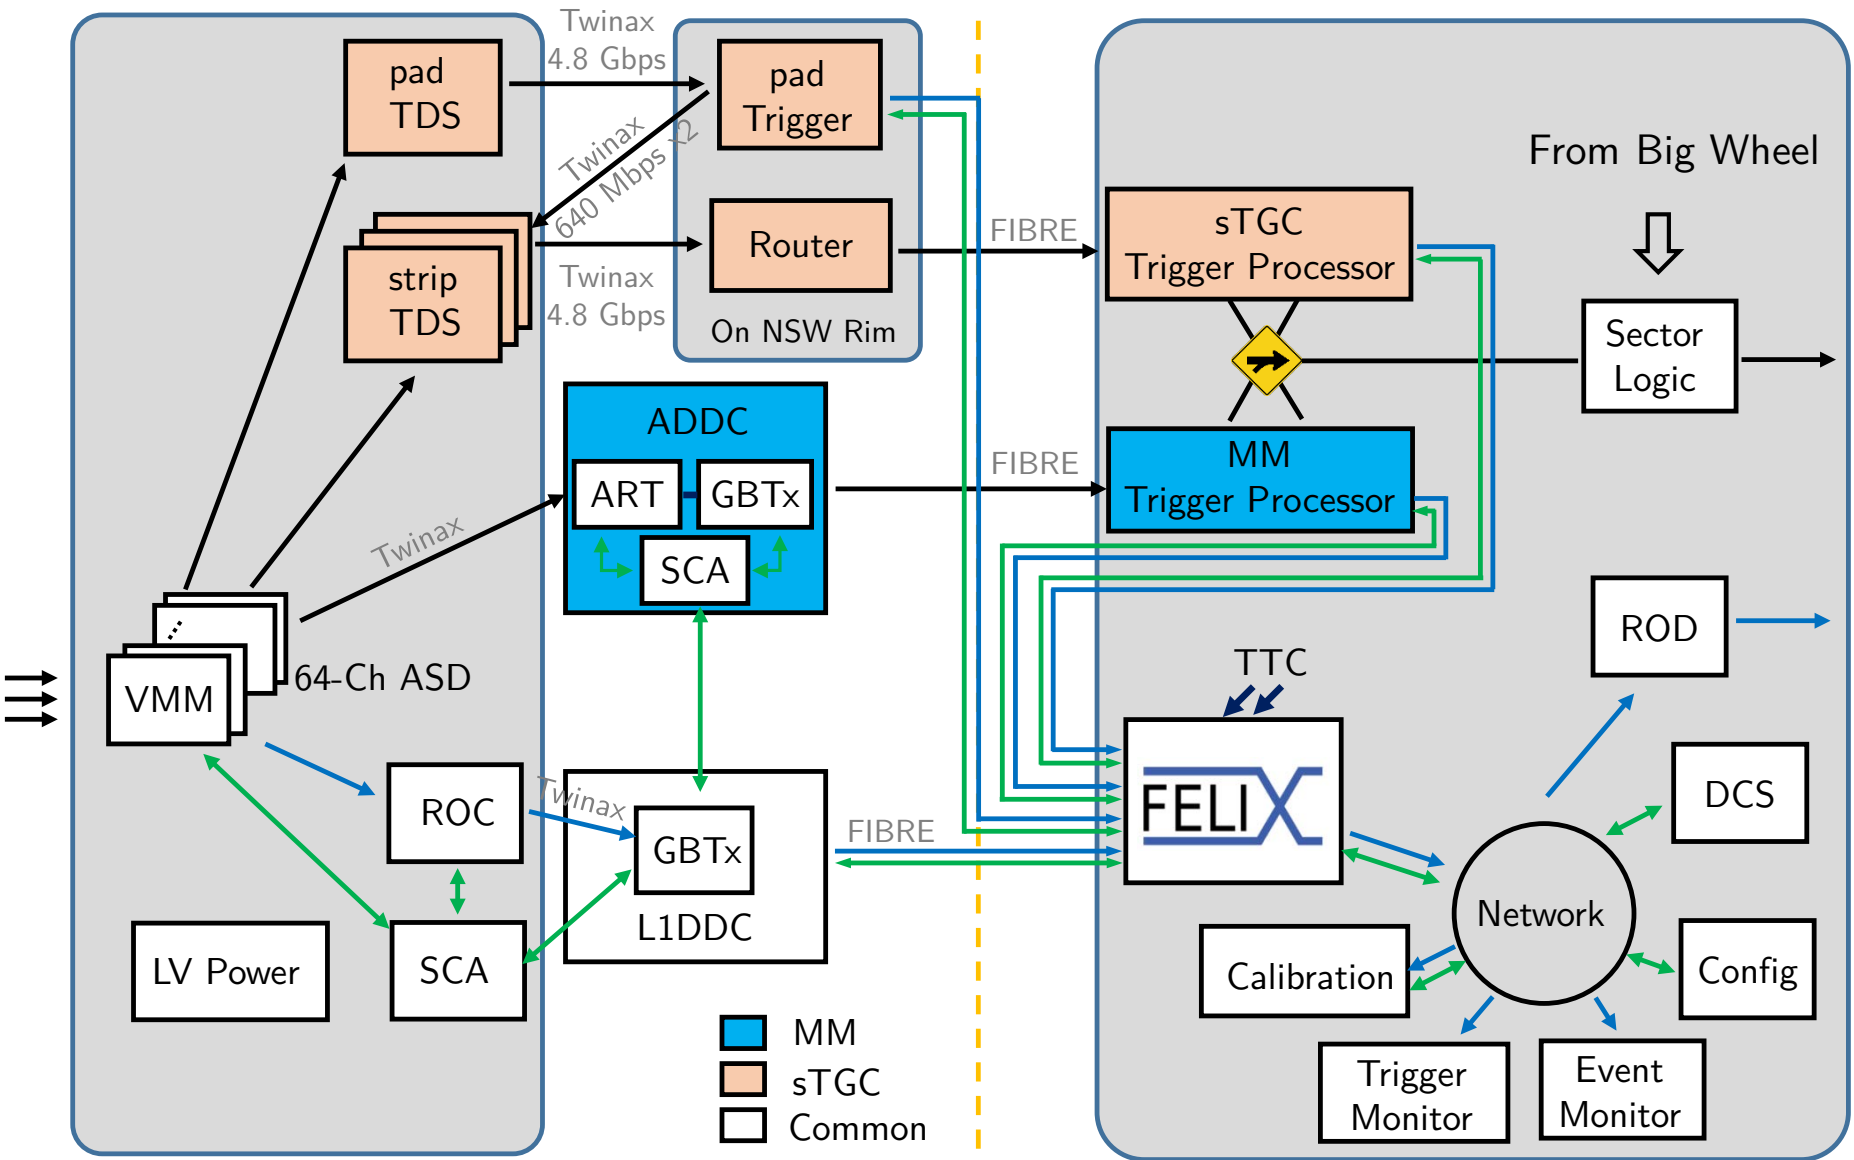 Twinax
4.8 Gbps
pad
TDS
pad
Trigger
Twinax
640 Mbps x2
From Big Wheel
strip
TDS
Router
Twinax
4.8 Gbps
On NSW Rim
FIBRE
sTGC
Trigger Processor
Sector
Logic
ADDC
ART
GBTx
SCA
Twinax
FIBRE
MM
Trigger Processor
VMM
64-Ch ASD
ROC
Twinax
GBTx
L1DDC
FIBRE
LV Power
SCA
TTC
FELIX
ROD
DCS
Network
Calibration
Config
Trigger
Monitor
Event
Monitor
MM
sTGC
Common